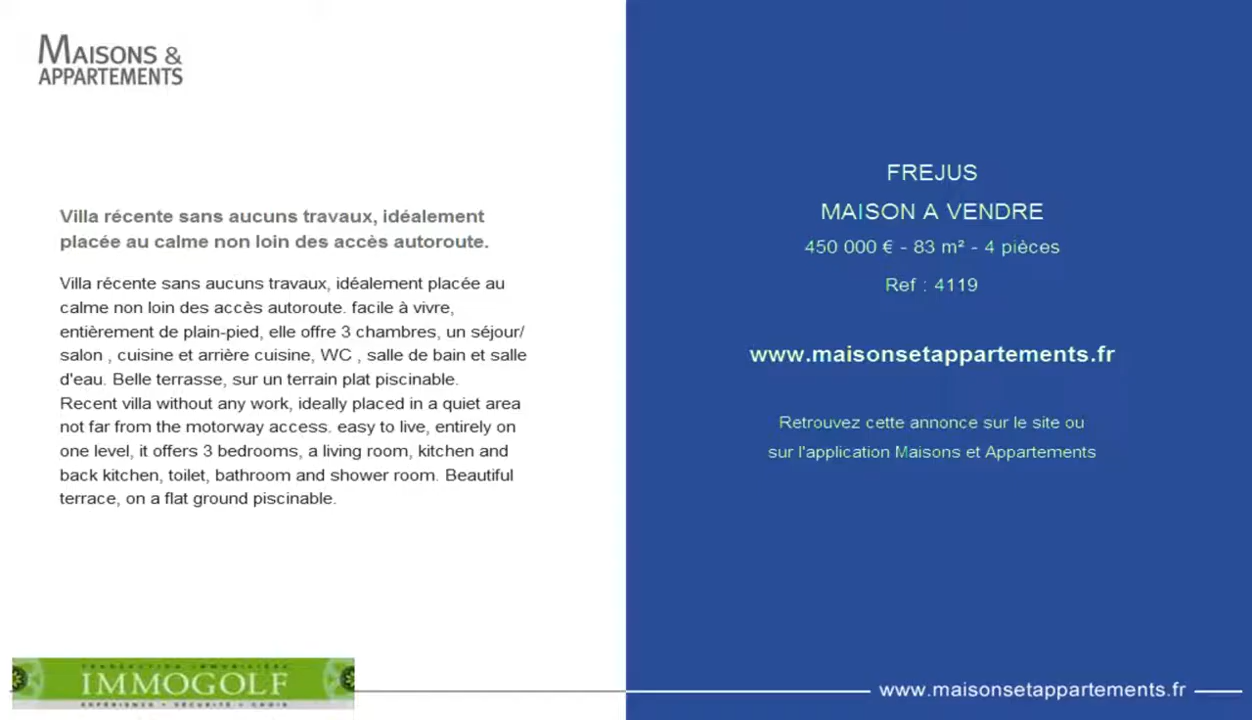 MAISONS &
APPARTEMENTS
Villa récente sans aucuns travaux, idéalement
placée au calme non loin des accès autoroute.
Villa récente sans aucuns travaux, idéalement placée au
calme non loin des accès autoroute. facile à vivre,
entièrement de plain-pied, elle offre 3 chambres, un séjour/
salon , cuisine et arrière cuisine, WC , salle de bain et salle
d'eau. Belle terrasse, sur un terrain plat piscinable.
Recent villa without any work, ideally placed in a quiet area
not far from the motorway access. easy to live, entirely on
one level, it offers 3 bedrooms, a living room, kitchen and
back kitchen, toilet, bathroom and shower room. Beautiful
terrace, on a flat ground piscinable.
TRANSACTION IMMOBILIÈRE
IMMOGOLF
EXPÉRIENCE • SÉCURITÉ • CHOIX
FREJUS
MAISON A VENDRE
450 000 € - 83 m² - 4 pièces
Ref : 4119
www.maisonsetappartements.fr
Retrouvez cette annonce sur le site ou
sur l'application Maisons et Appartements
www.maisonsetappartements.fr